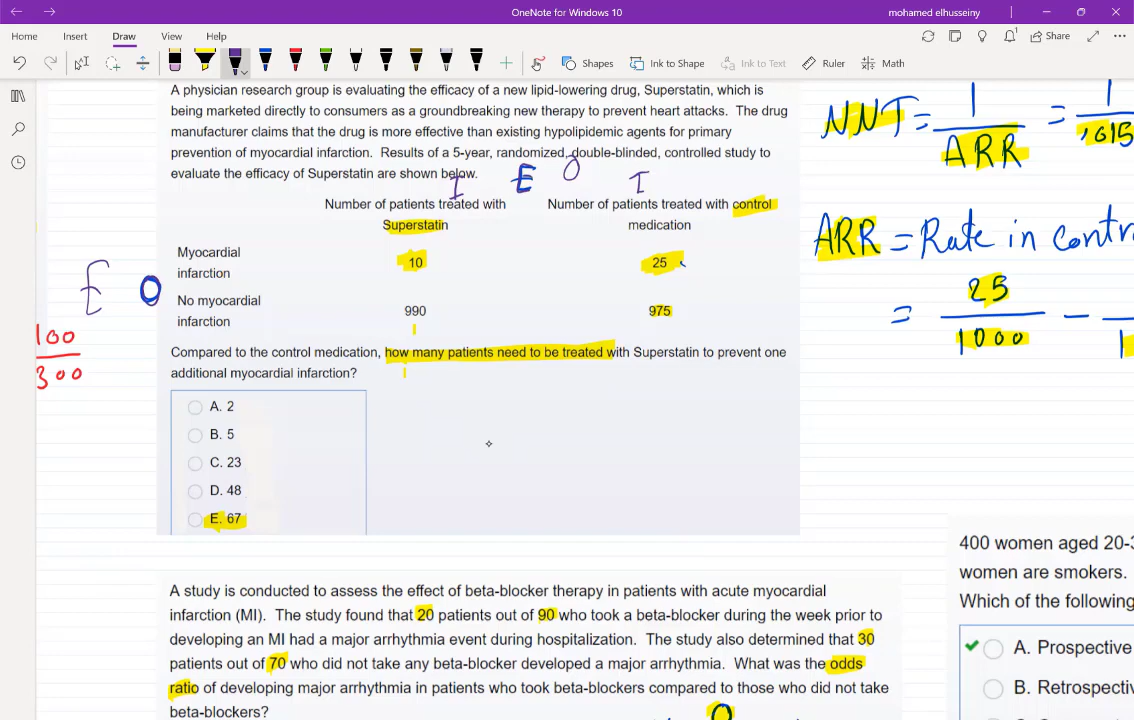 OneNote for Windows 10
mohamed elhusseiny
Home Insert Draw View Help
Share
Shapes Ink to Shape Ink to Text Ruler Math
A physician research group is evaluating the efficacy of a new lipid-lowering drug, Superstatin, which is
being marketed directly to consumers as a groundbreaking new therapy to prevent heart attacks. The drug
manufacturer claims that the drug is more effective than existing hypolipidemic agents for primary
prevention of myocardial infarction. Results of a 5-year, randomized, double-blinded, controlled study to
evaluate the efficacy of Superstatin are shown below.
I E O I
Number of patients treated with Number of patients treated with control
Superstatin medication
Myocardial
infarction
10 25
E O
No myocardial
infarction
990 975
Compared to the control medication, how many patients need to be treated with Superstatin to prevent one
additional myocardial infarction?
100
300
A. 2
B. 5
C. 23
D. 48
E. 67
NNT = 1 / ARR = 1 / .015
ARR = Rate in contr
= 25 / 1000 -
A study is conducted to assess the effect of beta-blocker therapy in patients with acute myocardial
infarction (MI). The study found that 20 patients out of 90 who took a beta-blocker during the week prior to
developing an MI had a major arrhythmia event during hospitalization. The study also determined that 30
patients out of 70 who did not take any beta-blocker developed a major arrhythmia. What was the odds
ratio of developing major arrhythmia in patients who took beta-blockers compared to those who did not take
beta-blockers?
400 women aged 20-3
women are smokers.
Which of the following
A. Prospective
B. Retrospectiv